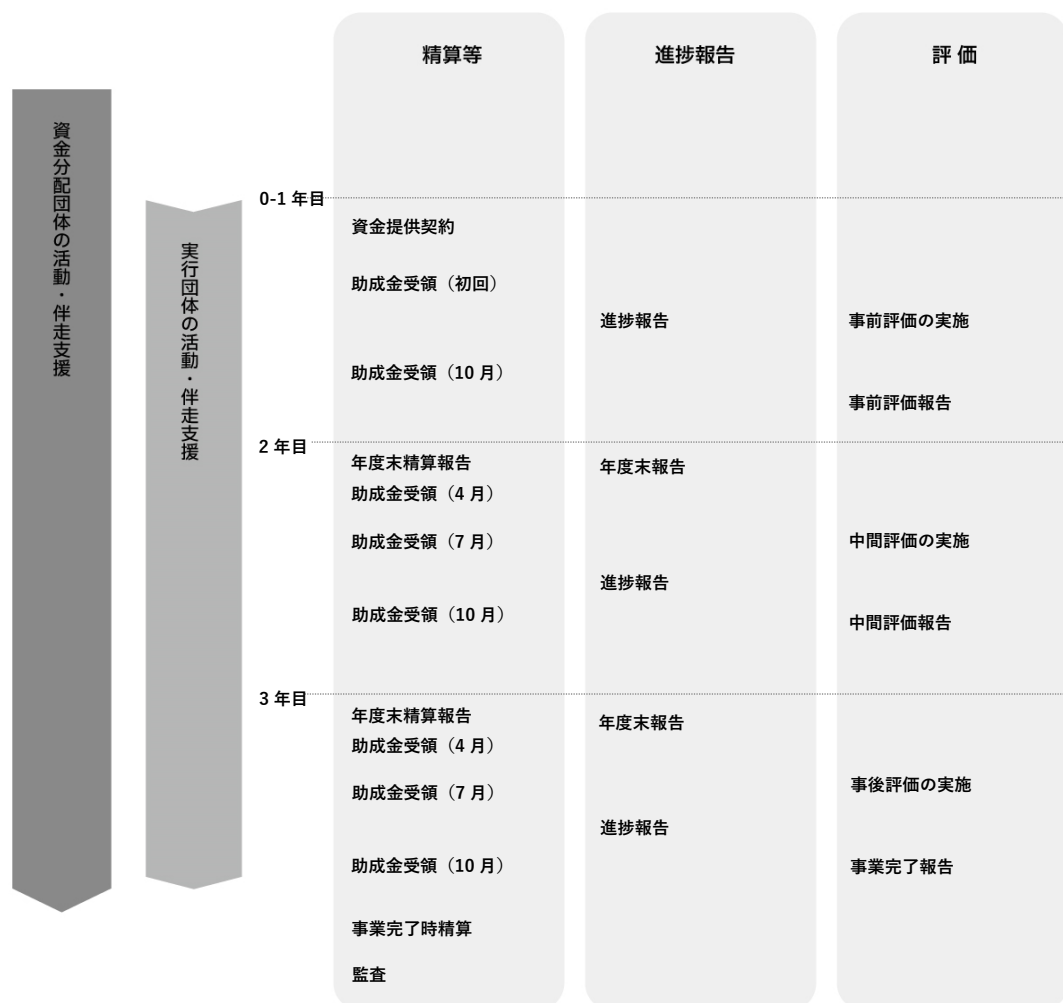 精算等
進捗報告
評 価
資金分配団体の活動・伴走支援
実行団体の活動・伴走支援
0-1 年目
資金提供契約
助成金受領（初回）
進捗報告
事前評価の実施
助成金受領（10 月）
事前評価報告
2 年目
年度末精算報告
年度末報告
助成金受領（4 月）
助成金受領（7 月）
中間評価の実施
進捗報告
助成金受領（10 月）
中間評価報告
3 年目
年度末精算報告
年度末報告
助成金受領（4 月）
助成金受領（7 月）
事後評価の実施
進捗報告
助成金受領（10 月）
事業完了報告
事業完了時精算
監査